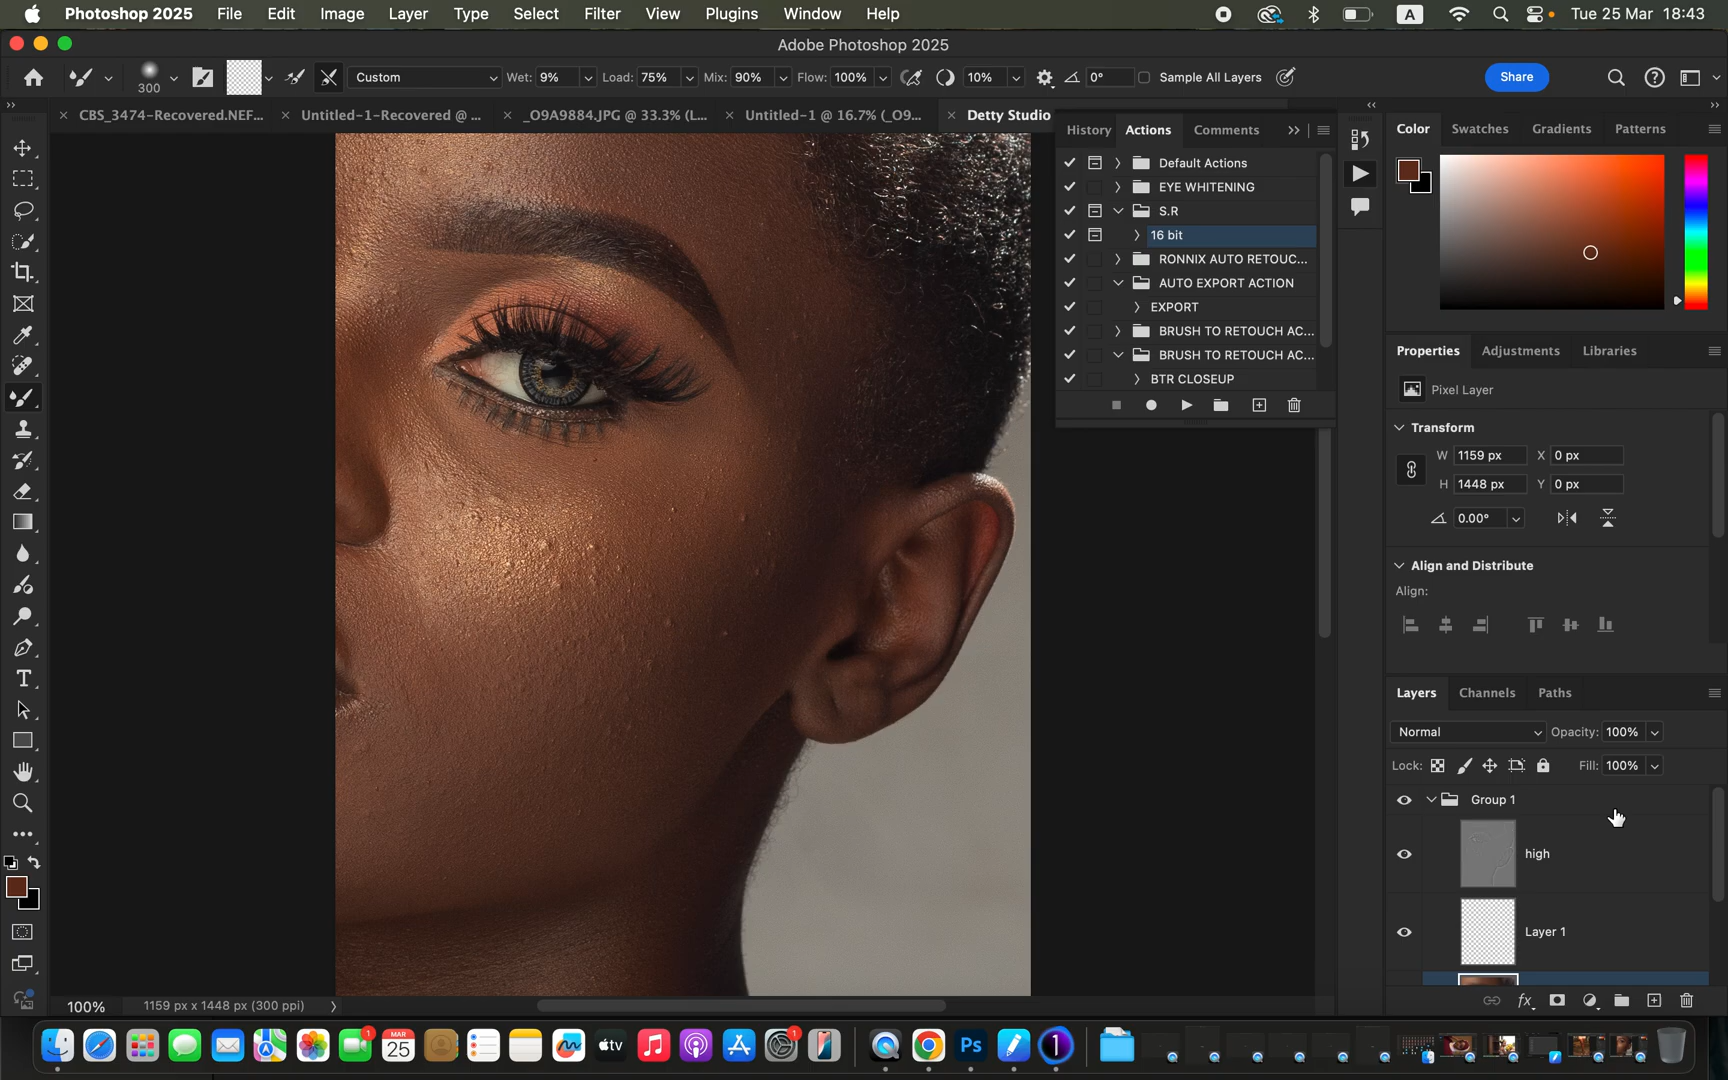 Photoshop 2025 File Edit Image Layer Type Select Filter View Plugins Window Help A Tue 25 Mar 18:43
Adobe Photoshop 2025
300 Custom Wet: 9% Load: 75% Mix: 90% Flow: 100% 10% 0° Sample All Layers Share
CBS_3474-Recovered.NEF... Untitled-1-Recovered @ ... _O9A9884.JPG @ 33.3% (L... Untitled-1 @ 16.7% (_O9... Detty Studio
History Actions Comments
Default Actions
EYE WHITENING
S.R
16 bit
RONNIX AUTO RETOUC...
AUTO EXPORT ACTION
EXPORT
BRUSH TO RETOUCH AC...
BRUSH TO RETOUCH AC...
BTR CLOSEUP
Color Swatches Gradients Patterns
Properties Adjustments Libraries
Pixel Layer
Transform
W 1159 px X 0 px
H 1448 px Y 0 px
0.00°
Align and Distribute
Align:
Layers Channels Paths
Normal Opacity: 100%
Lock: Fill: 100%
Group 1
high
Layer 1
fx
100% 1159 px x 1448 px (300 ppi)
1 MAR 25 tv 1 Ps 1